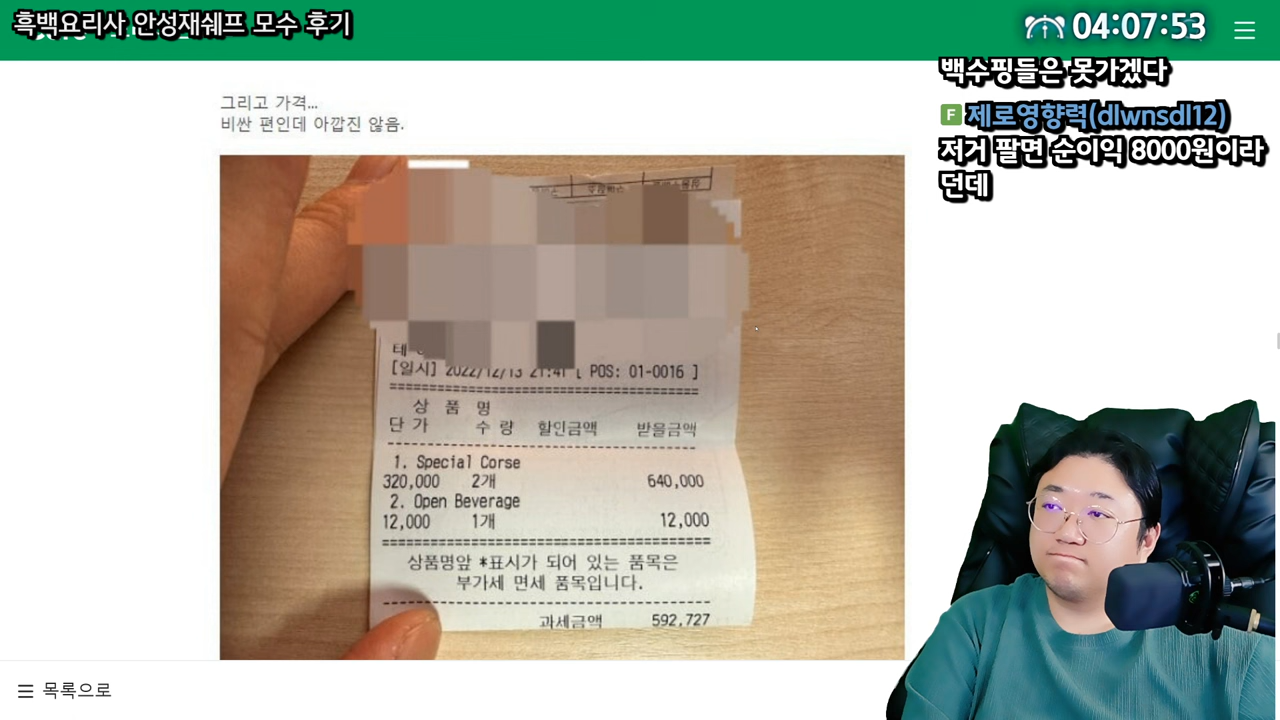 흑백요리사 안성재쉐프 모수 후기
04:07:53
백수핑들은 못가겠다
F 제로영향력(dlwnsdl12)
저거 팔면 순이익 8000원이라
던데
그리고 가격...
비싼 편인데 아깝진 않음.
테
[일시] 2022/12/13 21:41 [ POS: 01-0016 ]
상 품 명
단 가 수 량 할인금액 받을금액
1. Special Corse
320,000 2개 640,000
2. Open Beverage
12,000 1개 12,000
상품명앞 *표시가 되어 있는 품목은
부가세 면세 품목입니다.
과세금액 592,727
목록으로